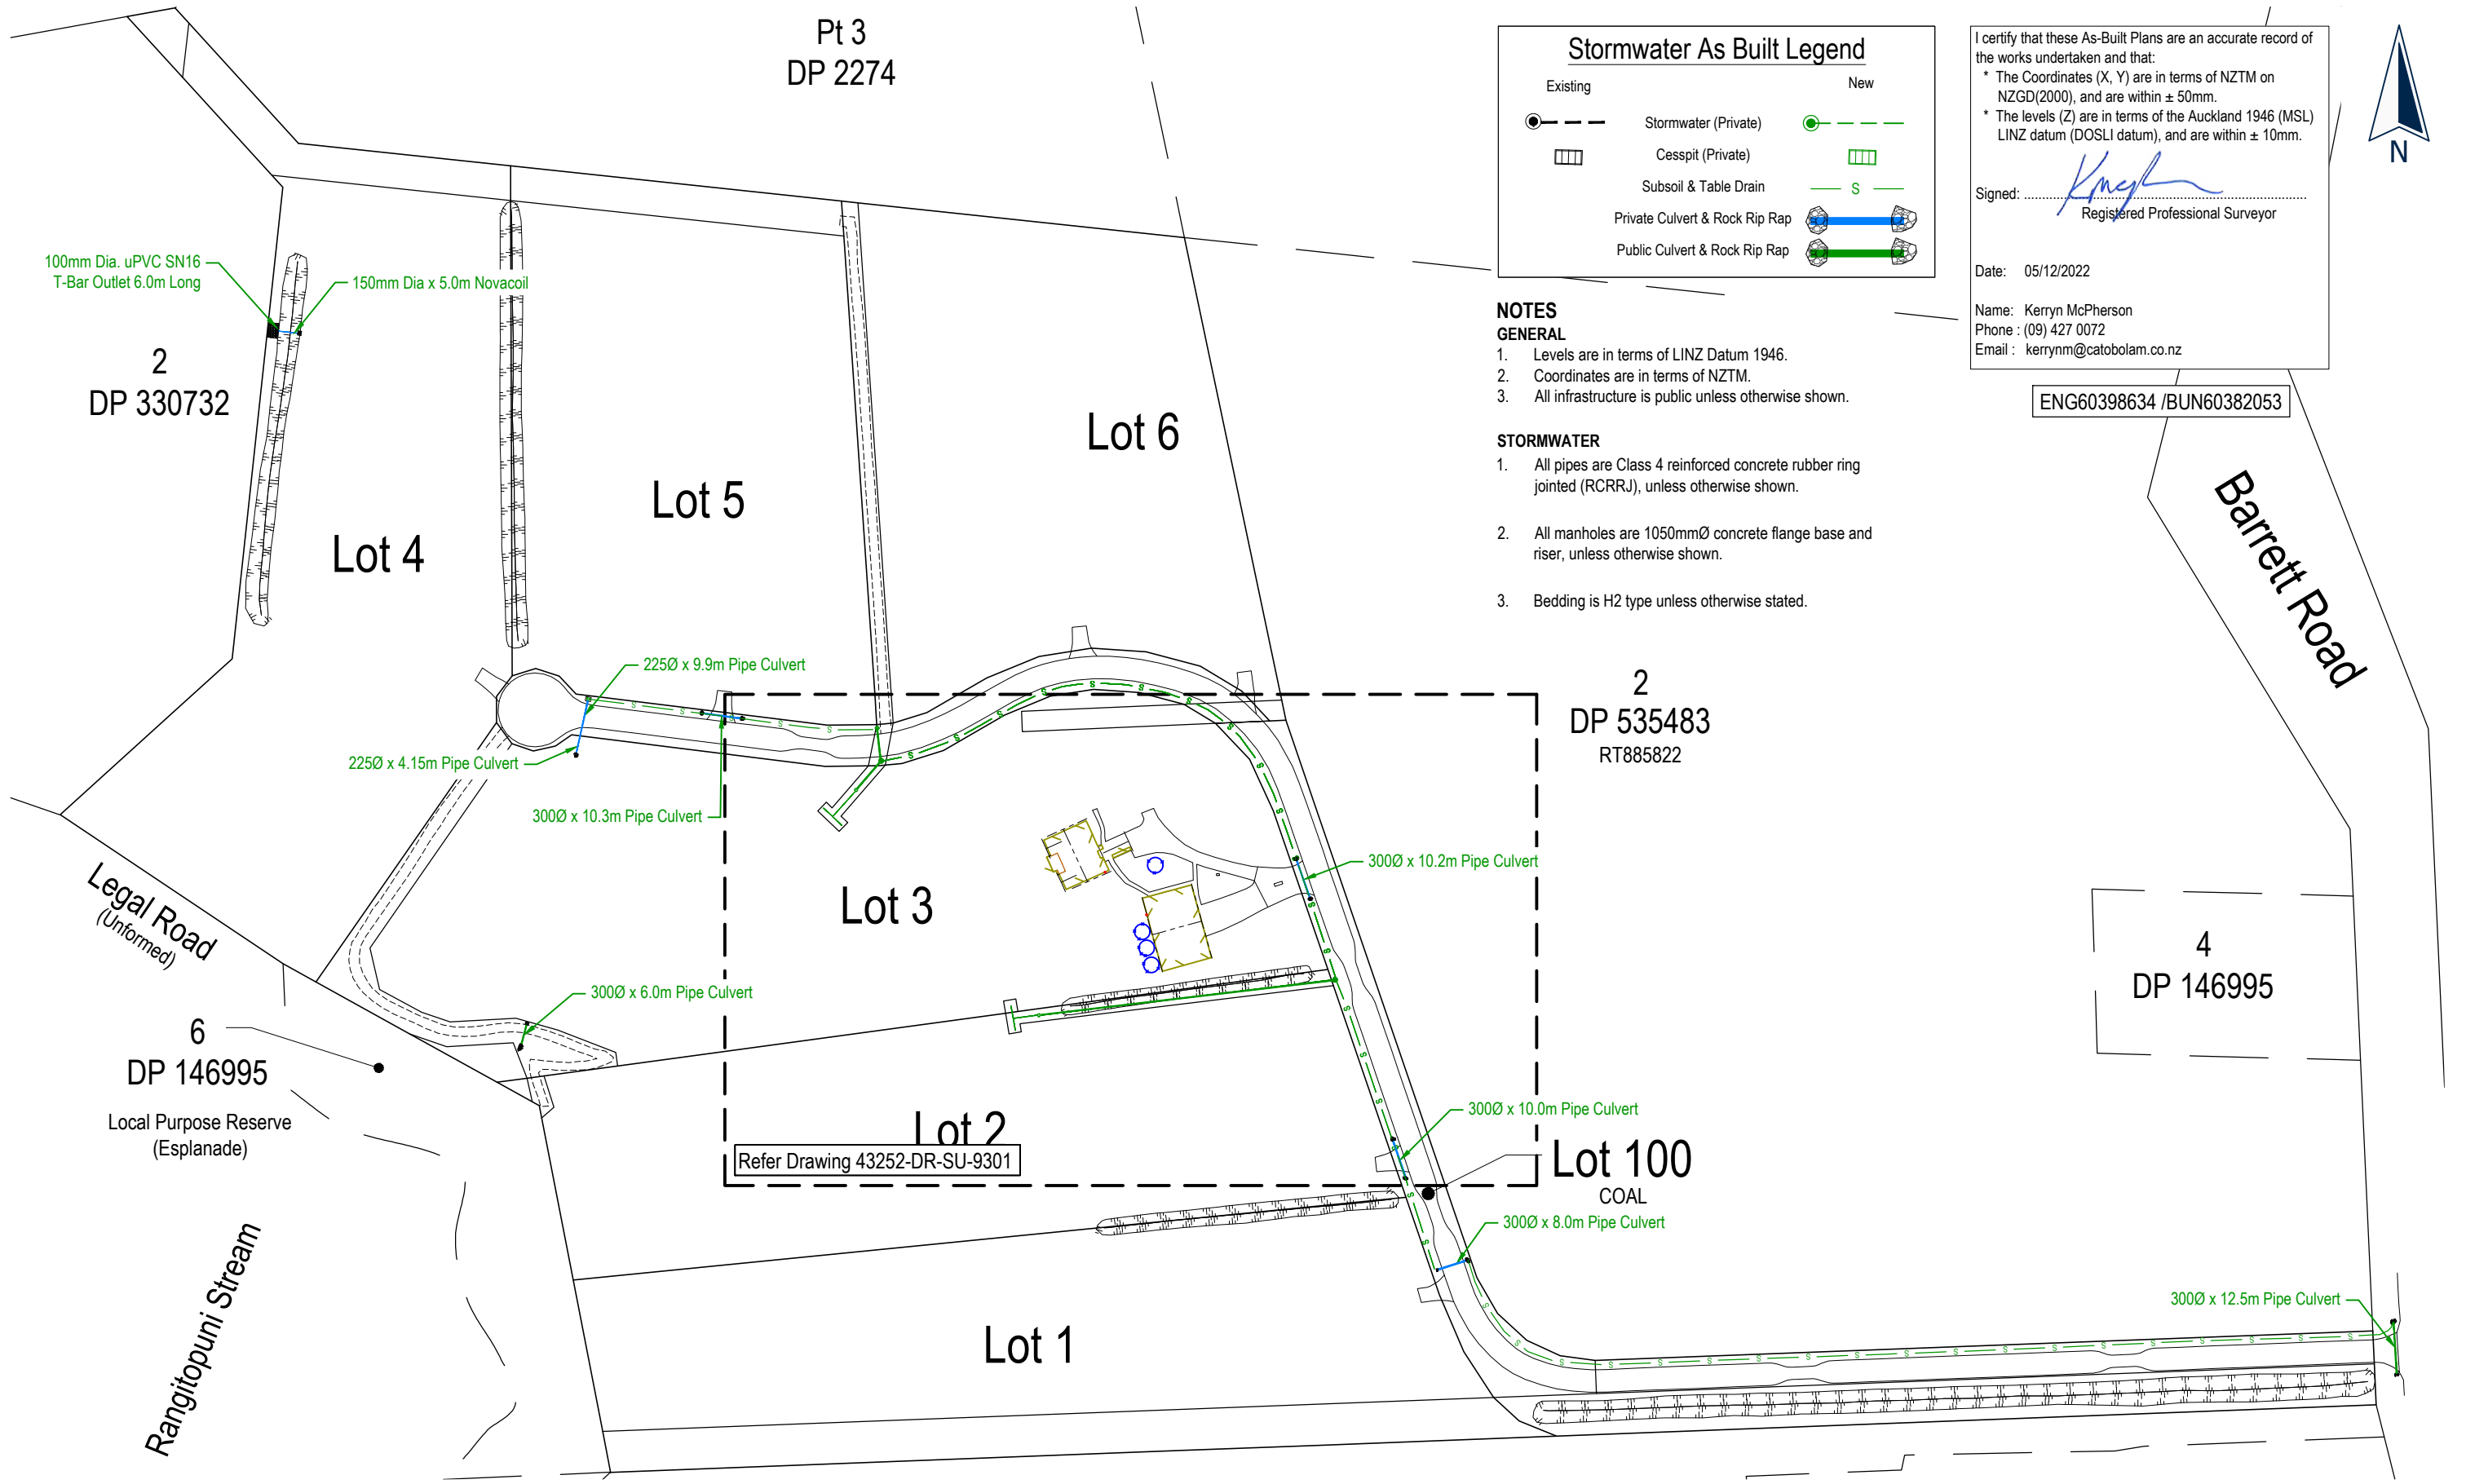 Pt 3
DP 2274
Stormwater As Built Legend
Existing
New
Stormwater (Private)
Cesspit (Private)
Subsoil & Table Drain
S
Private Culvert & Rock Rip Rap
Public Culvert & Rock Rip Rap
I certify that these As-Built Plans are an accurate record of
the works undertaken and that:
* The Coordinates (X, Y) are in terms of NZTM on
NZGD(2000), and are within ± 50mm.
* The levels (Z) are in terms of the Auckland 1946 (MSL)
LINZ datum (DOSLI datum), and are within ± 10mm.
Signed:
Registered Professional Surveyor
Date: 05/12/2022
Name: Kerryn McPherson
Phone : (09) 427 0072
Email : kerrynm@catobolam.co.nz
N
ENG60398634 /BUN60382053
NOTES
GENERAL
1. Levels are in terms of LINZ Datum 1946.
2. Coordinates are in terms of NZTM.
3. All infrastructure is public unless otherwise shown.
STORMWATER
1. All pipes are Class 4 reinforced concrete rubber ring
jointed (RCRRJ), unless otherwise shown.
2. All manholes are 1050mmØ concrete flange base and
riser, unless otherwise shown.
3. Bedding is H2 type unless otherwise stated.
100mm Dia. uPVC SN16
T-Bar Outlet 6.0m Long
150mm Dia x 5.0m Novacoil
2
DP 330732
Lot 4
Lot 5
Lot 6
Barrett Road
225Ø x 9.9m Pipe Culvert
225Ø x 4.15m Pipe Culvert
300Ø x 10.3m Pipe Culvert
2
DP 535483
RT885822
300Ø x 10.2m Pipe Culvert
Lot 3
Legal Road
(Unformed)
4
DP 146995
300Ø x 6.0m Pipe Culvert
6
DP 146995
Local Purpose Reserve
(Esplanade)
Lot 2
Refer Drawing 43252-DR-SU-9301
300Ø x 10.0m Pipe Culvert
Lot 100
COAL
300Ø x 8.0m Pipe Culvert
Rangitopuni Stream
Lot 1
300Ø x 12.5m Pipe Culvert